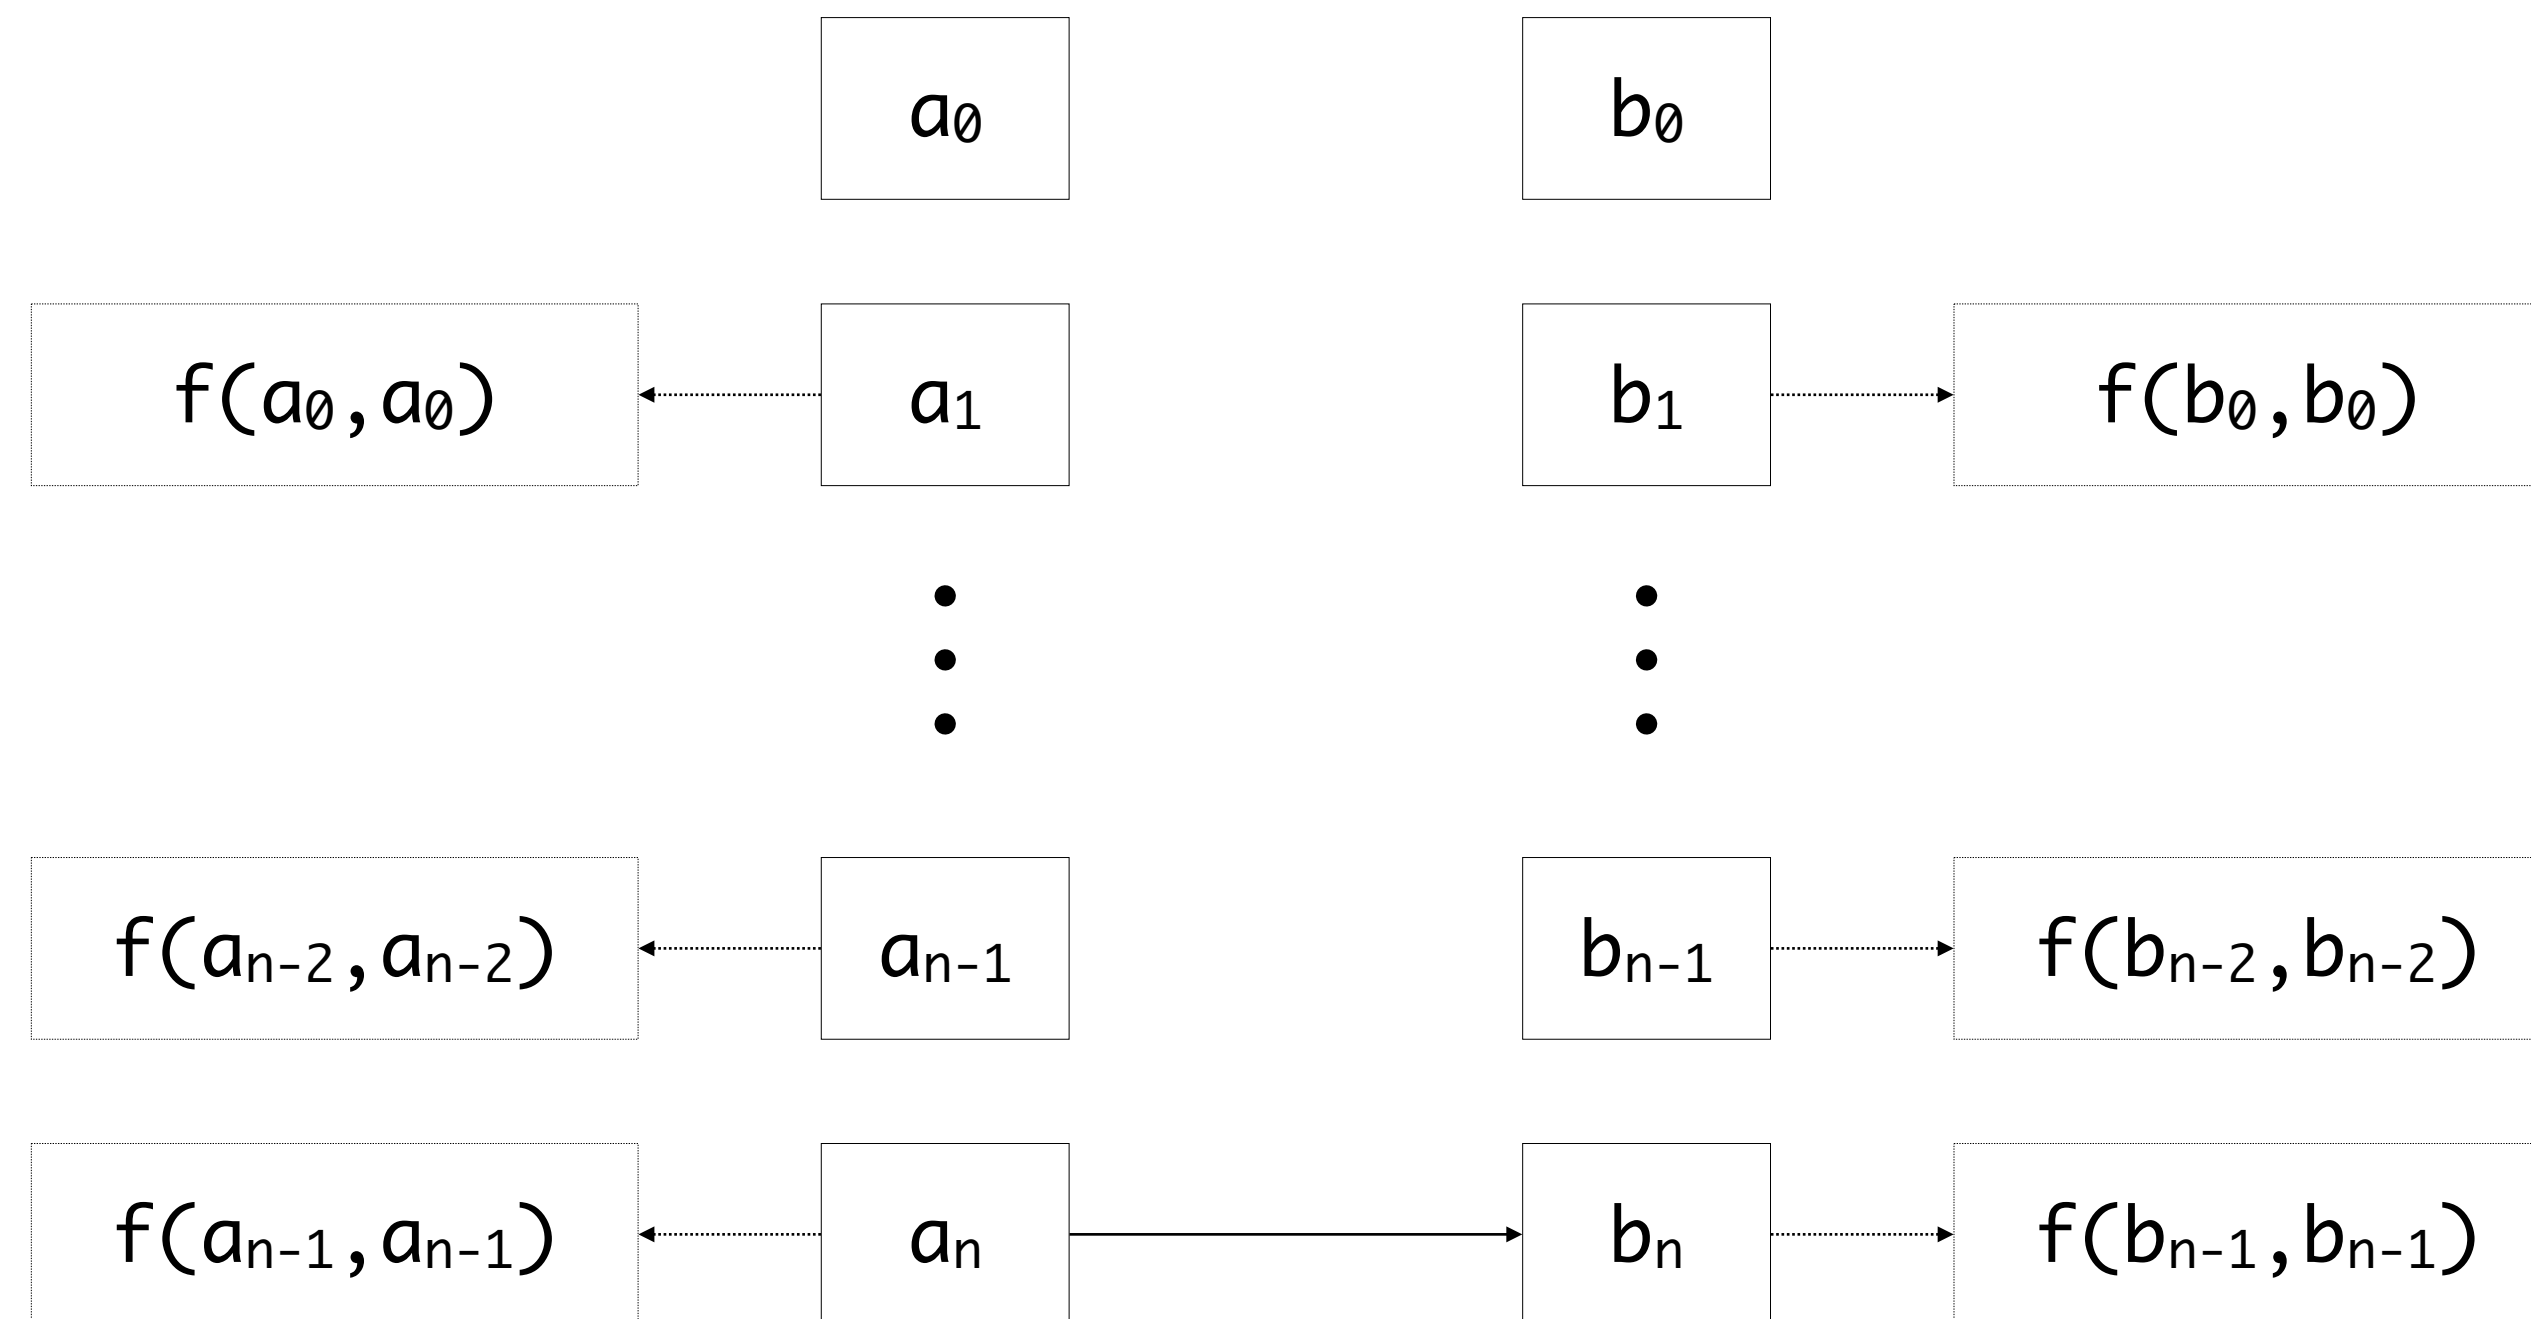 a₀ b₀
f(a₀,a₀) a₁ b₁ f(b₀,b₀)
f(aₙ₋₂,aₙ₋₂) aₙ₋₁ bₙ₋₁ f(bₙ₋₂,bₙ₋₂)
f(aₙ₋₁,aₙ₋₁) aₙ bₙ f(bₙ₋₁,bₙ₋₁)